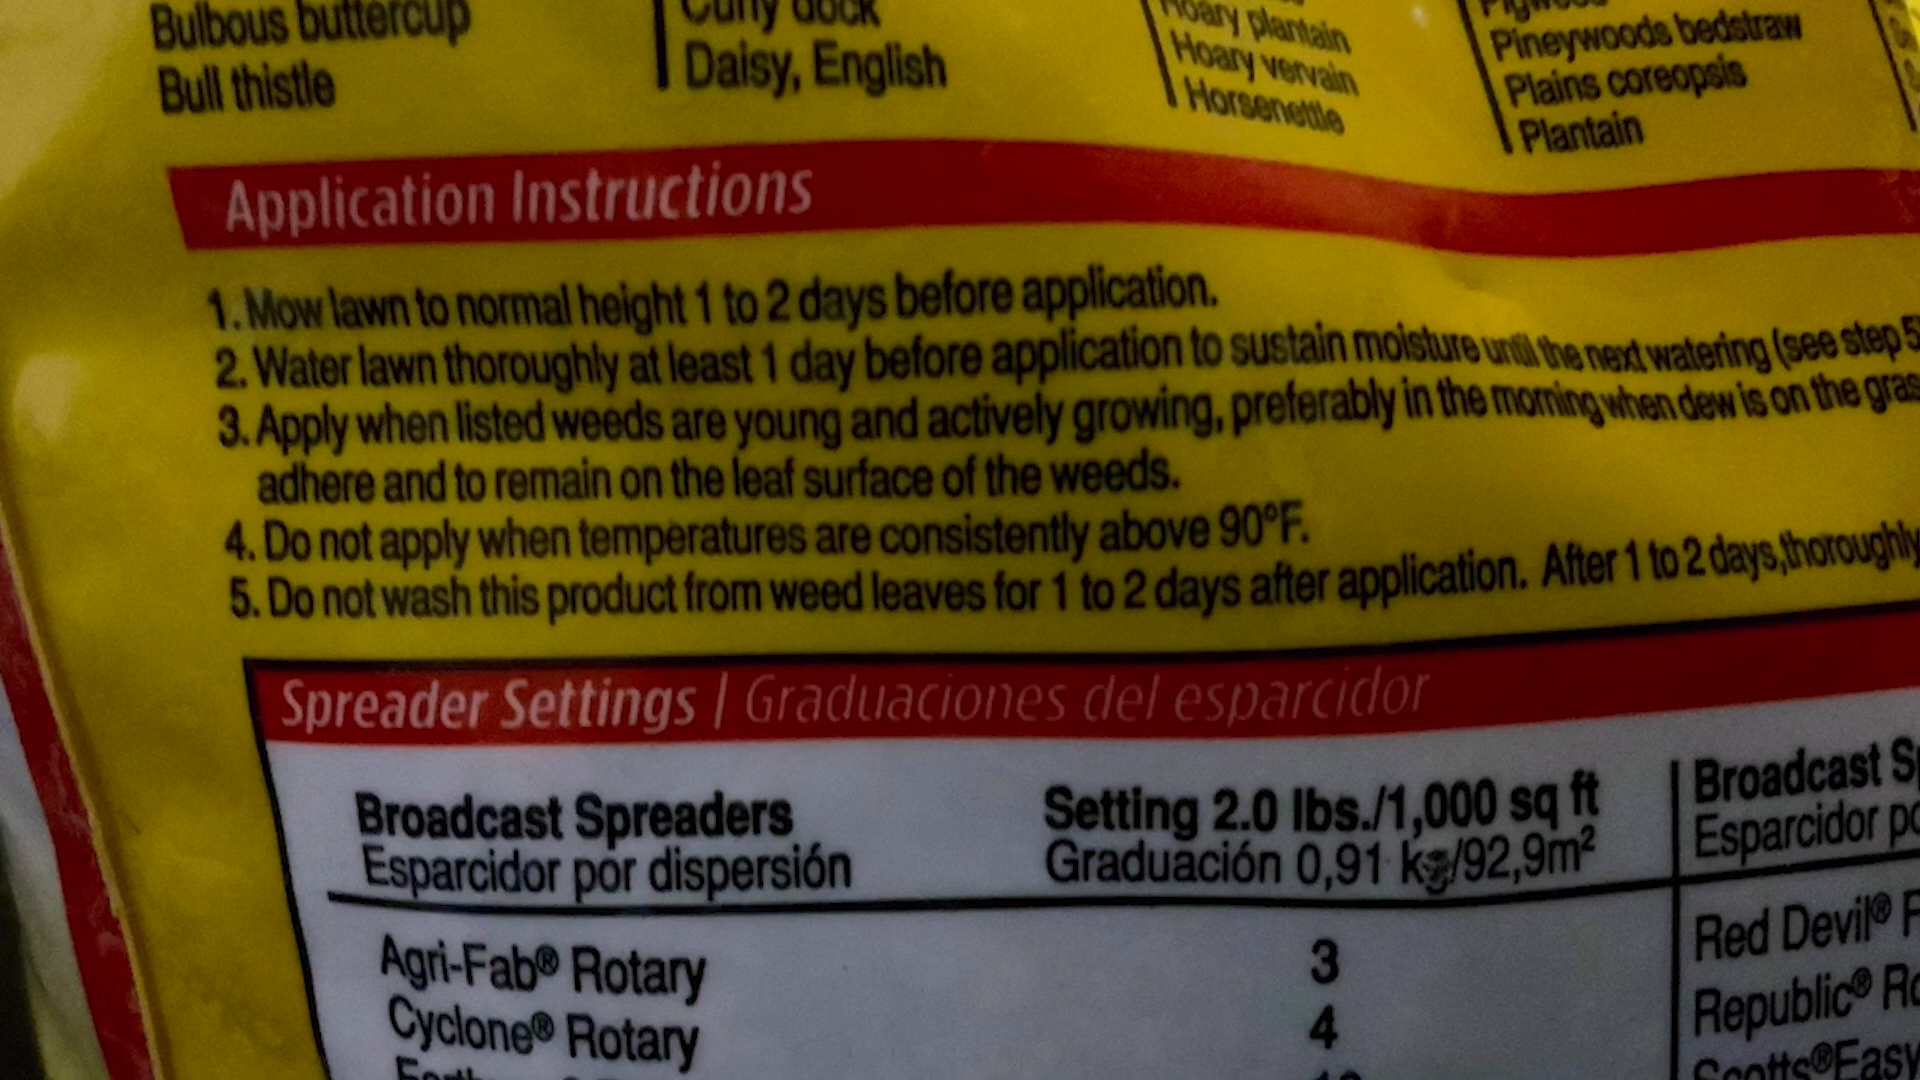 Bulbous buttercup
Bull thistle
Curly dock
Daisy, English
Hoary plantain
Hoary vervain
Horsenettle
Pineywoods bedstraw
Plains coreopsis
Plantain
Application Instructions
1. Mow lawn to normal height 1 to 2 days before application.
2. Water lawn thoroughly at least 1 day before application to sustain moisture until the next watering (see step 5
3. Apply when listed weeds are young and actively growing, preferably in the morning when dew is on the gras
adhere and to remain on the leaf surface of the weeds.
4. Do not apply when temperatures are consistently above 90°F.
5. Do not wash this product from weed leaves for 1 to 2 days after application. After 1 to 2 days, thoroughly
Spreader Settings | Graduaciones del esparcidor
Broadcast Spreaders Setting 2.0 lbs./1,000 sq ft Broadcast
Esparcidor por dispersión Graduación 0,91 kg/92,9m² Esparcidor
Agri-Fab® Rotary 3 Red Devil®
Cyclone® Rotary 4 Republic®
Scotts® Easy